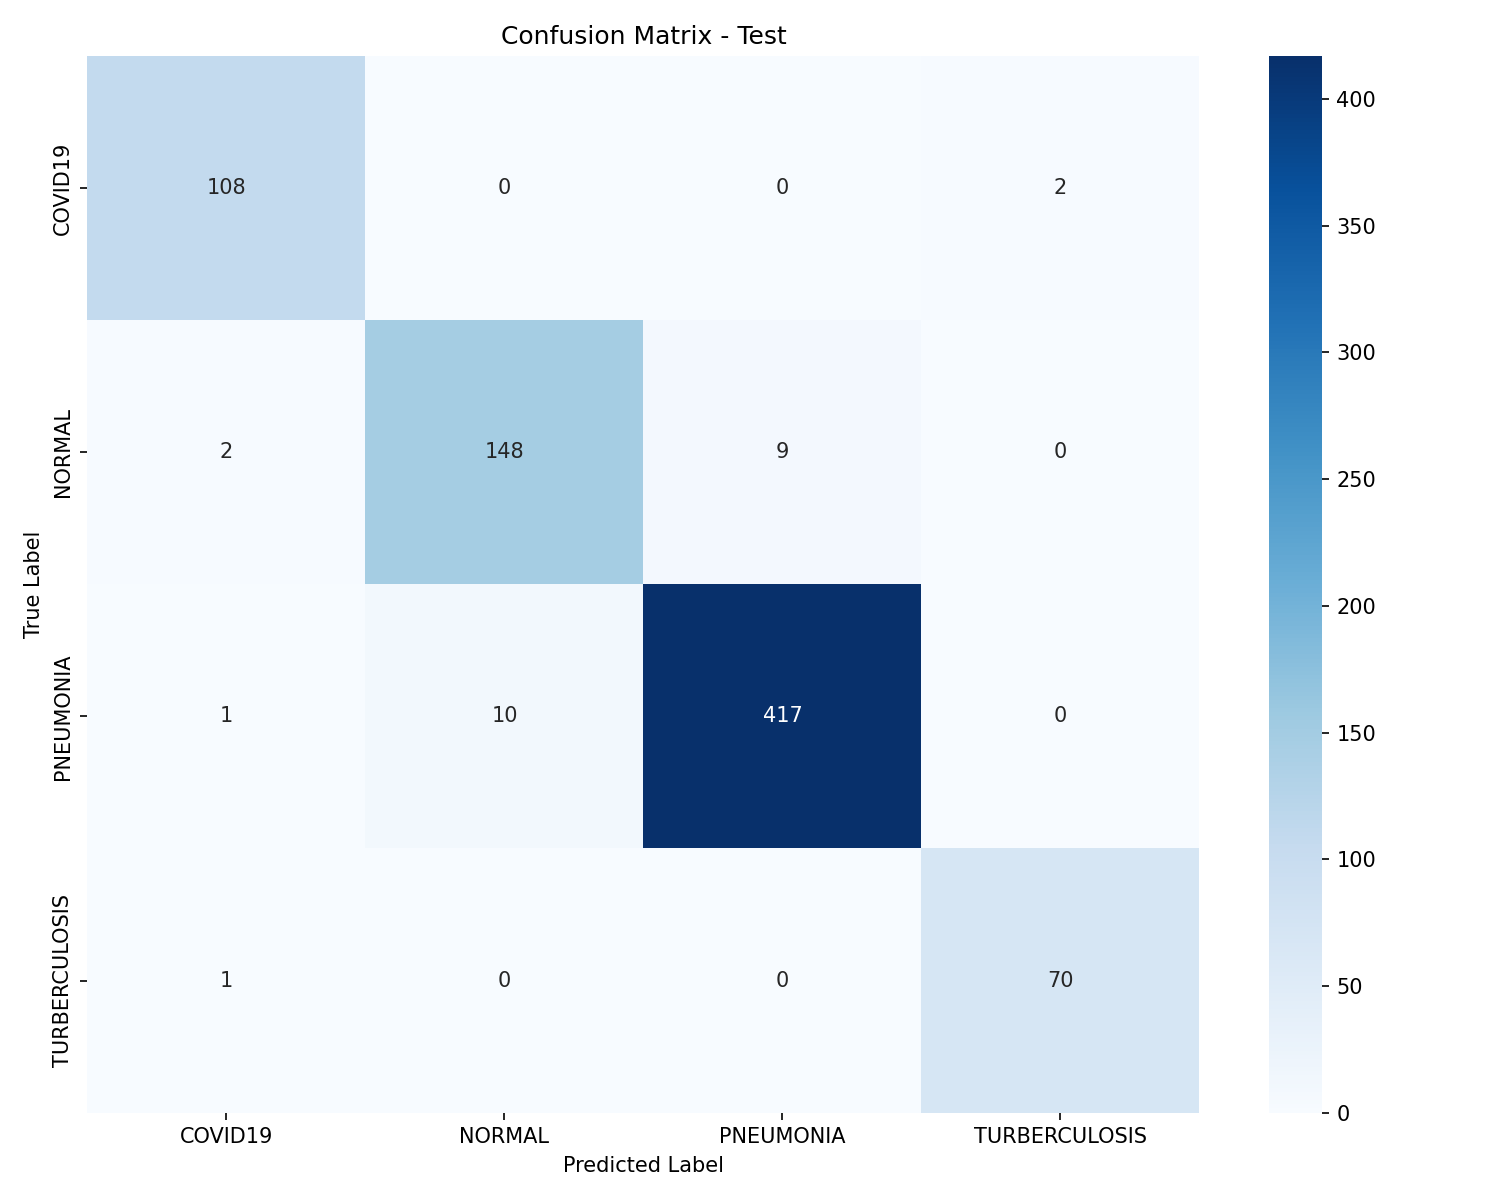 Confusion Matrix - Test
True Label
COVID19
108 0 0 2
NORMAL
2 148 9 0
PNEUMONIA
1 10 417 0
TURBERCULOSIS
1 0 0 70
COVID19 NORMAL PNEUMONIA TURBERCULOSIS
Predicted Label
400
350
300
250
200
150
100
50
0